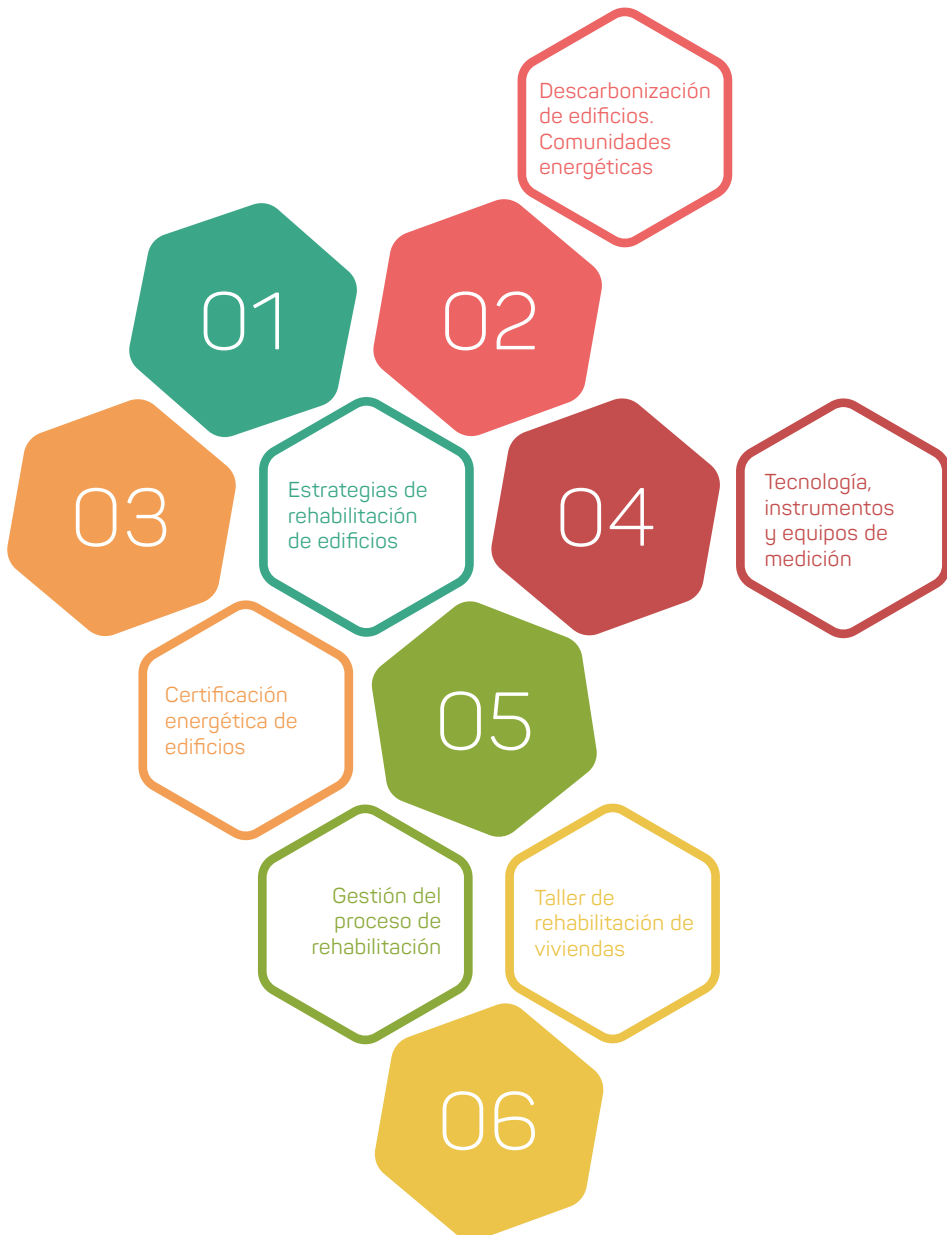 Descarbonización
de edificios.
Comunidades
energéticas
01
02
03
Estrategias de
rehabilitación
de edificios
04
Tecnología,
instrumentos
y equipos de
medición
Certificación
energética de
edificios
05
Gestión del
proceso de
rehabilitación
Taller de
rehabilitación de
viviendas
06